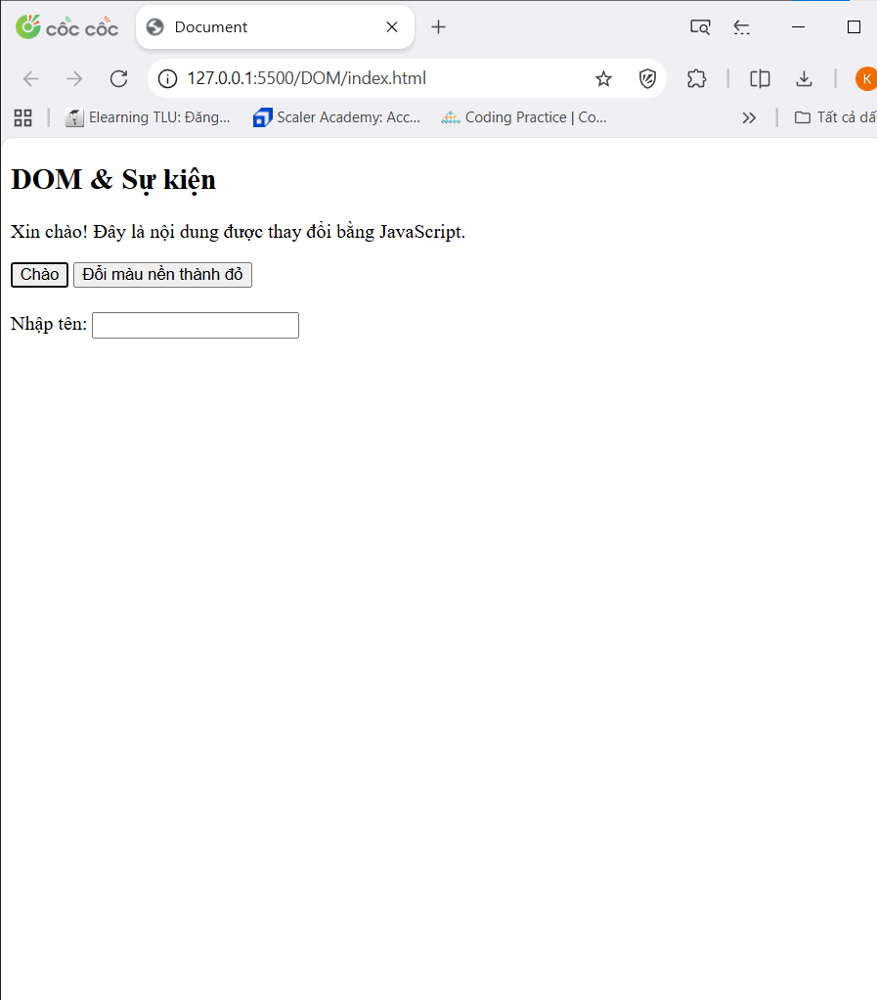 cốc cốc
Document
127.0.0.1:5500/DOM/index.html
K
Elearning TLU: Đăng...
Scaler Academy: Acc...
Coding Practice | Co...
Tất cả dấ
DOM & Sự kiện
Xin chào! Đây là nội dung được thay đổi bằng JavaScript.
Chào
Đổi màu nền thành đỏ
Nhập tên: